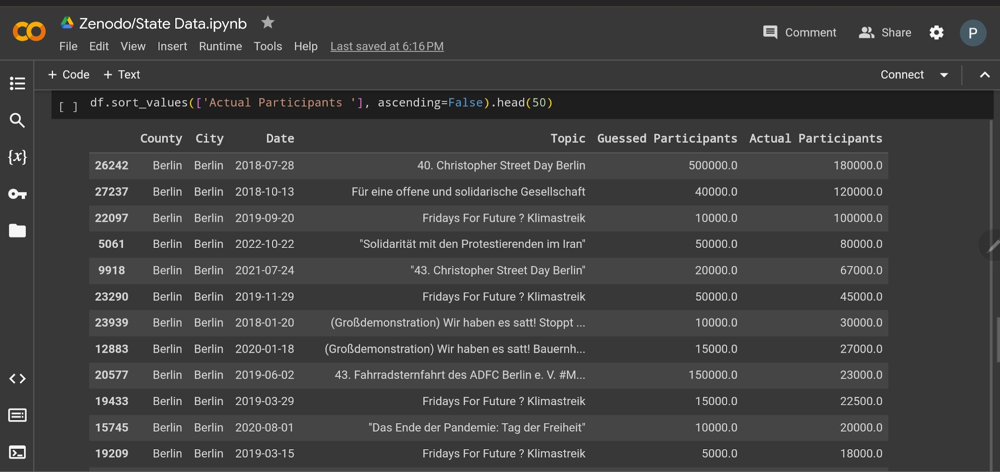 Zenodo/State Data.ipynb
Comment Share P
File Edit View Insert Runtime Tools Help Last saved at 6:16 PM
+ Code + Text Connect
{x}
[ ] df.sort_values(['Actual Participants '], ascending=False).head(50)
County City Date Topic Guessed Participants Actual Participants
26242 Berlin Berlin 2018-07-28 40. Christopher Street Day Berlin 500000.0 180000.0
27237 Berlin Berlin 2018-10-13 Für eine offene und solidarische Gesellschaft 40000.0 120000.0
22097 Berlin Berlin 2019-09-20 Fridays For Future ? Klimastreik 10000.0 100000.0
5061 Berlin Berlin 2022-10-22 "Solidarität mit den Protestierenden im Iran" 50000.0 80000.0
9918 Berlin Berlin 2021-07-24 "43. Christopher Street Day Berlin" 20000.0 67000.0
23290 Berlin Berlin 2019-11-29 Fridays For Future ? Klimastreik 50000.0 45000.0
23939 Berlin Berlin 2018-01-20 (Großdemonstration) Wir haben es satt! Stoppt ... 10000.0 30000.0
12883 Berlin Berlin 2020-01-18 (Großdemonstration) Wir haben es satt! Bauernh... 15000.0 27000.0
20577 Berlin Berlin 2019-06-02 43. Fahrradsternfahrt des ADFC Berlin e. V. #M... 150000.0 23000.0
19433 Berlin Berlin 2019-03-29 Fridays For Future ? Klimastreik 15000.0 22500.0
15745 Berlin Berlin 2020-08-01 "Das Ende der Pandemie: Tag der Freiheit" 10000.0 20000.0
19209 Berlin Berlin 2019-03-15 Fridays For Future ? Klimastreik 5000.0 18000.0